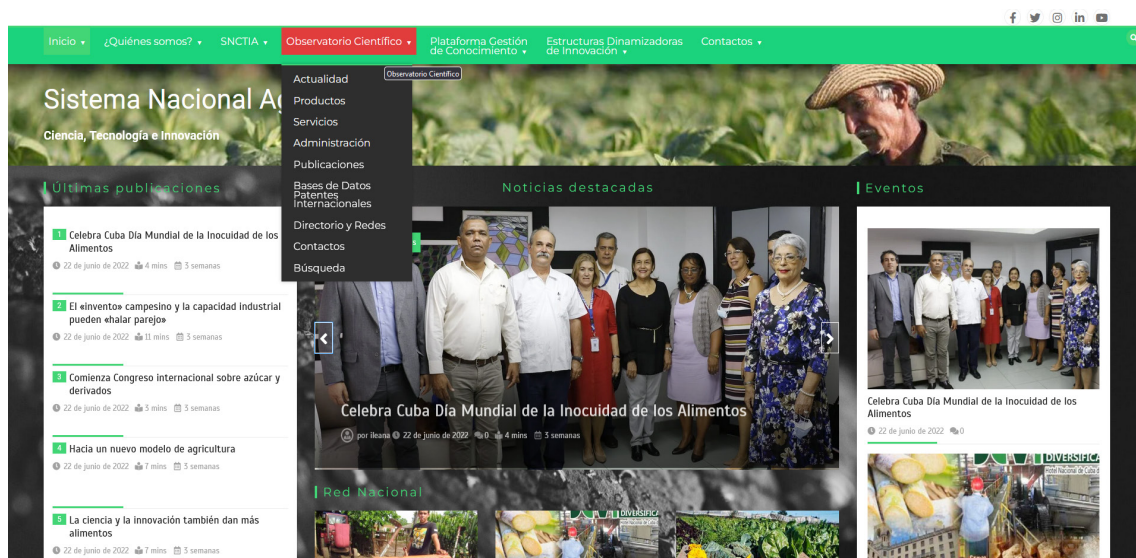 Inicio
¿Quiénes somos?
SNCTIA
Observatorio Científico
Plataforma Gestión
de Conocimiento
Estructuras Dinamizadoras
de Innovación
Contactos
Observatorio Científico
Actualidad
Productos
Servicios
Administración
Publicaciones
Bases de Datos
Patentes
Internacionales
Directorio y Redes
Contactos
Búsqueda
Sistema Nacional
Ciencia, Tecnología e Innovación
Últimas publicaciones
1 Celebra Cuba Día Mundial de la Inocuidad de los
Alimentos
22 de junio de 2022 4 mins 3 semanas
2 El «invento» campesino y la capacidad industrial
pueden «halar parejo»
22 de junio de 2022 11 mins 3 semanas
3 Comienza Congreso internacional sobre azúcar y
derivados
22 de junio de 2022 3 mins 3 semanas
4 Hacia un nuevo modelo de agricultura
22 de junio de 2022 7 mins 3 semanas
5 La ciencia y la innovación también dan más
alimentos
22 de junio de 2022 7 mins 3 semanas
Noticias destacadas
Celebra Cuba Día Mundial de la Inocuidad de los Alimentos
por ileana 22 de junio de 2022 0 4 mins 3 semanas
Red Nacional
DIVERSIFICA
Eventos
Celebra Cuba Día Mundial de la Inocuidad de los
Alimentos
22 de junio de 2022 0
DIVERSIFICA
Hotel Nacional de Cuba